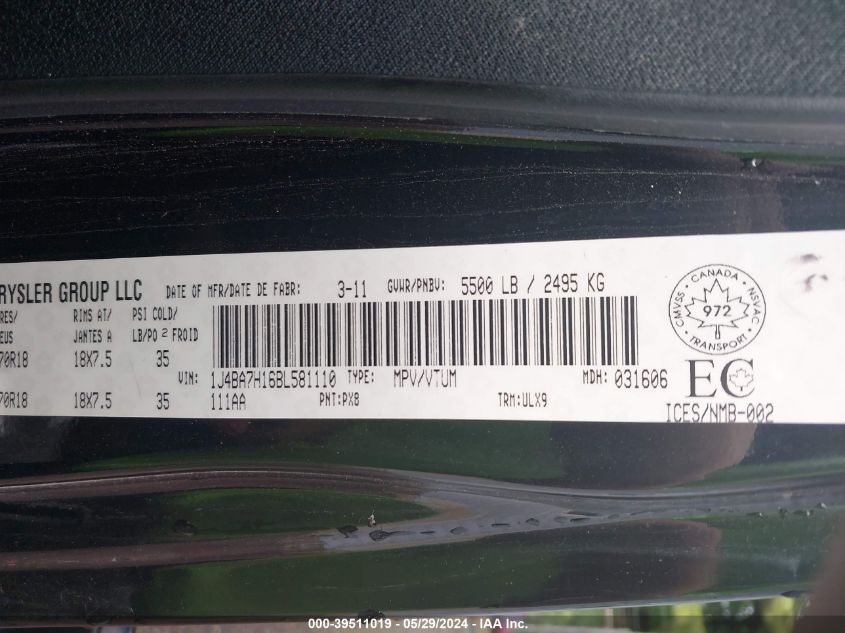 RYSLER GROUP LLC DATE OF MFR/DATE DE FABR: 3-11 GVWR/PNBV: 5500 LB / 2495 KG
RES/ RIMS AT/ PSI COLD/
EUS JANTES A LB/PO 2 FROID
70R18 18X7.5 35
VIN: 1J4BA7H16BL581110 TYPE: MPV/VTUM MDH: 031606
70R18 18X7.5 35 111AA PNT:PX8 TRM:ULX9
CANADA
CMVSS 972 NSVAC
TRANSPORT
EC
ICES/NMB-002
000-39511019 - 05/29/2024 - IAA Inc.